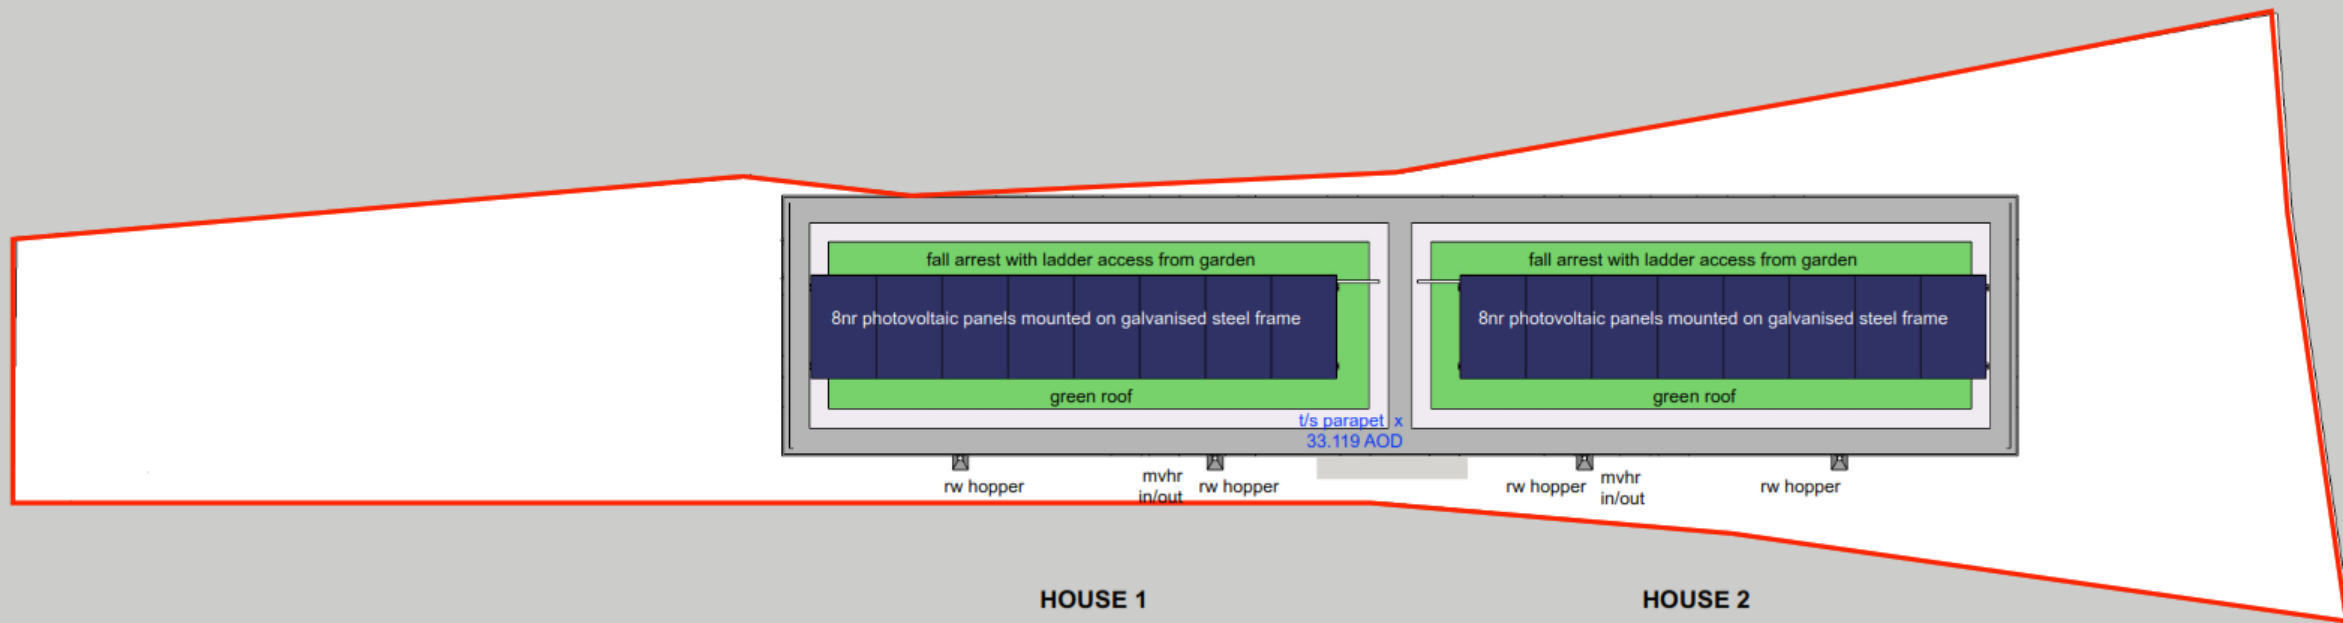 fall arrest with ladder access from garden
fall arrest with ladder access from garden
8nr photovoltaic panels mounted on galvanised steel frame
8nr photovoltaic panels mounted on galvanised steel frame
green roof
green roof
t/s parapet x
33.119 AOD
rw hopper
mvhr
in/out
rw hopper
rw hopper
mvhr
in/out
rw hopper
HOUSE 1
HOUSE 2